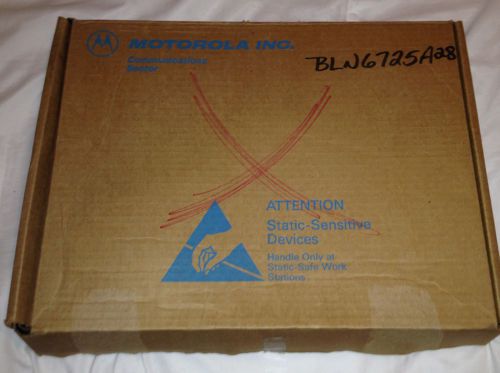 MOTOROLA INC.
Communications
Sector
BLN6725A28
ATTENTION
Static-Sensitive
Devices
Handle Only at
Static-Safe Work
Stations